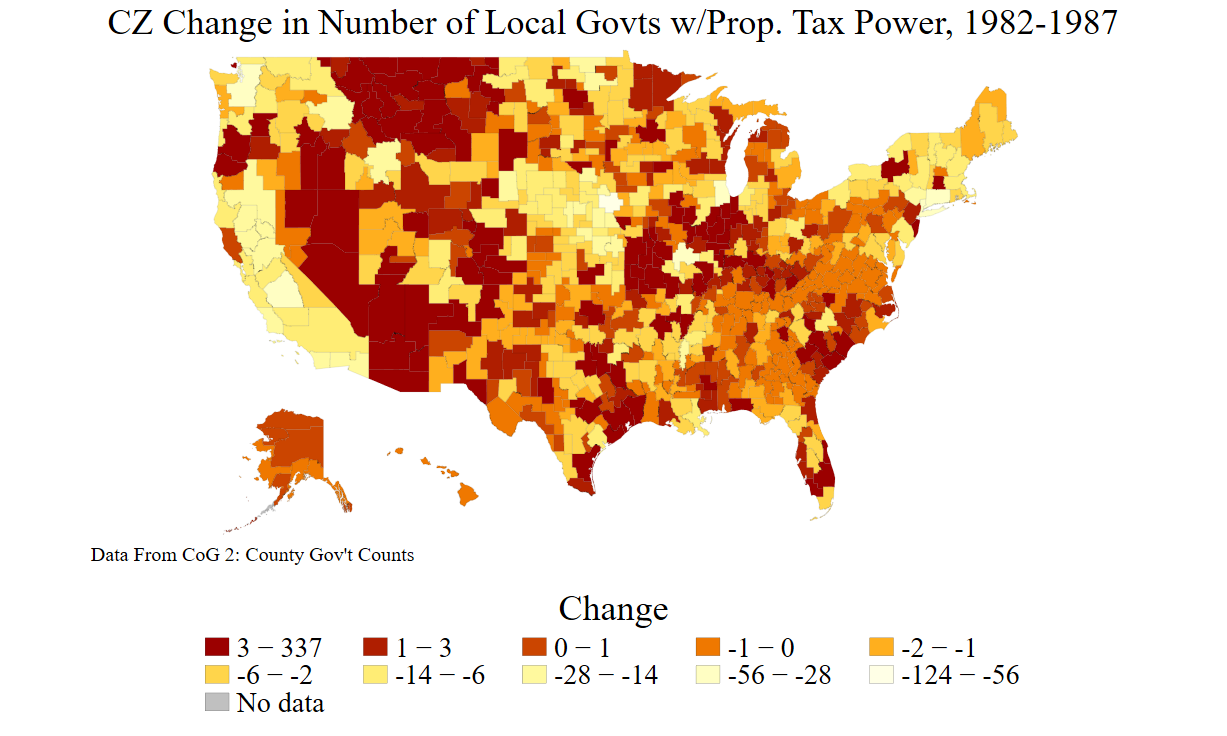 CZ Change in Number of Local Govts w/Prop. Tax Power, 1982-1987
Data From CoG 2: County Gov't Counts
Change
3 − 337 1 − 3 0 − 1 -1 − 0 -2 − -1
-6 − -2 -14 − -6 -28 − -14 -56 − -28 -124 − -56
No data